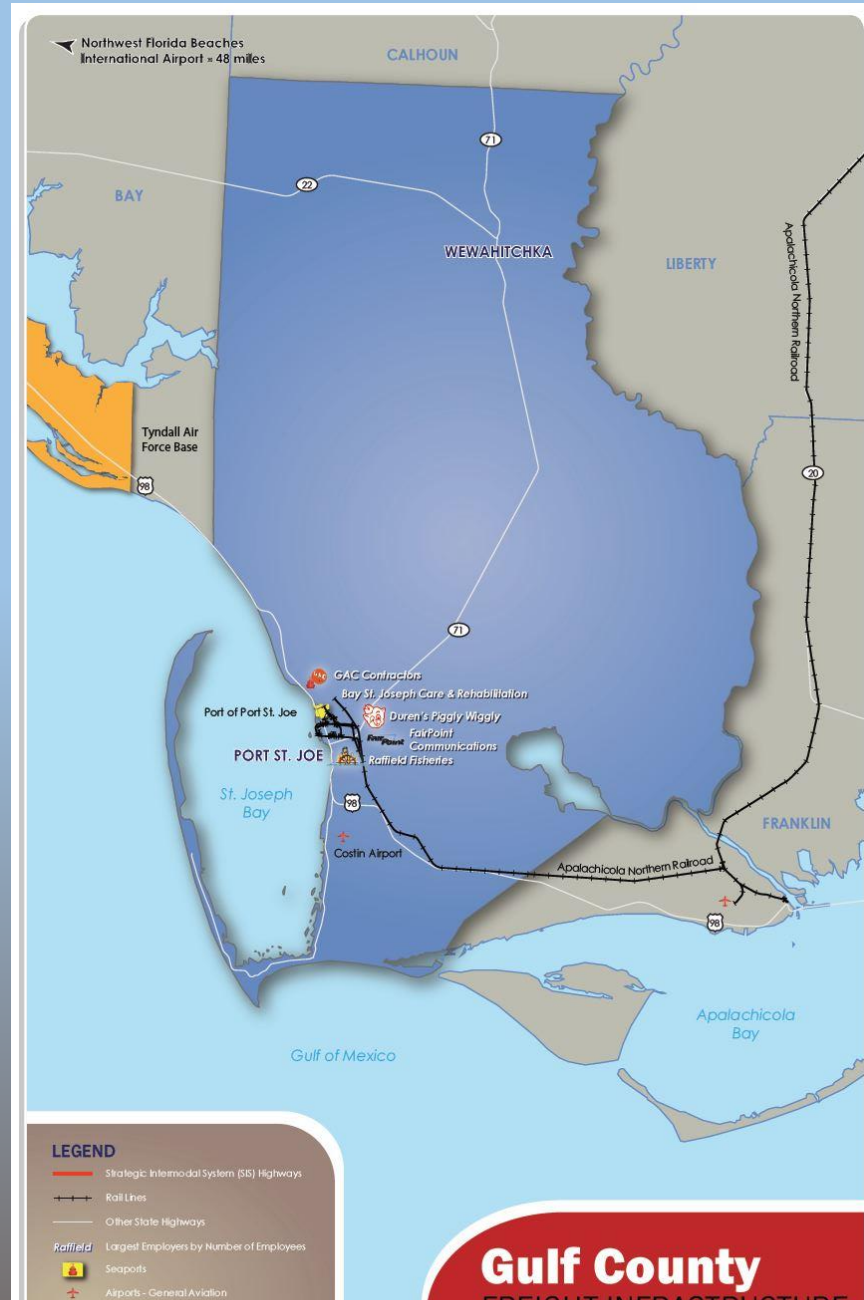 Northwest Florida Beaches
International Airport = 48 miles
CALHOUN
71
22
BAY
WEWAHITCHKA
LIBERTY
Apalachicola Northern Railroad
Tyndall Air
Force Base
98
20
71
GAC Contractors
Bay St. Joseph Care & Rehabilitation
Port of Port St. Joe
Duren's Piggly Wiggly
FairPoint
FairPoint
Communications
PORT ST. JOE
Raffield Fisheries
St. Joseph
Bay
98
FRANKLIN
Costin Airport
Apalachicola Northern Railroad
98
Apalachicola
Bay
Gulf of Mexico
LEGEND
Strategic Intermodal System (SIS) Highways
Rail Lines
Other State Highways
Raffield
Largest Employers by Number of Employees
Seaports
Airports - General Aviation
Gulf County
FREIGHT INFRASTRUCTURE